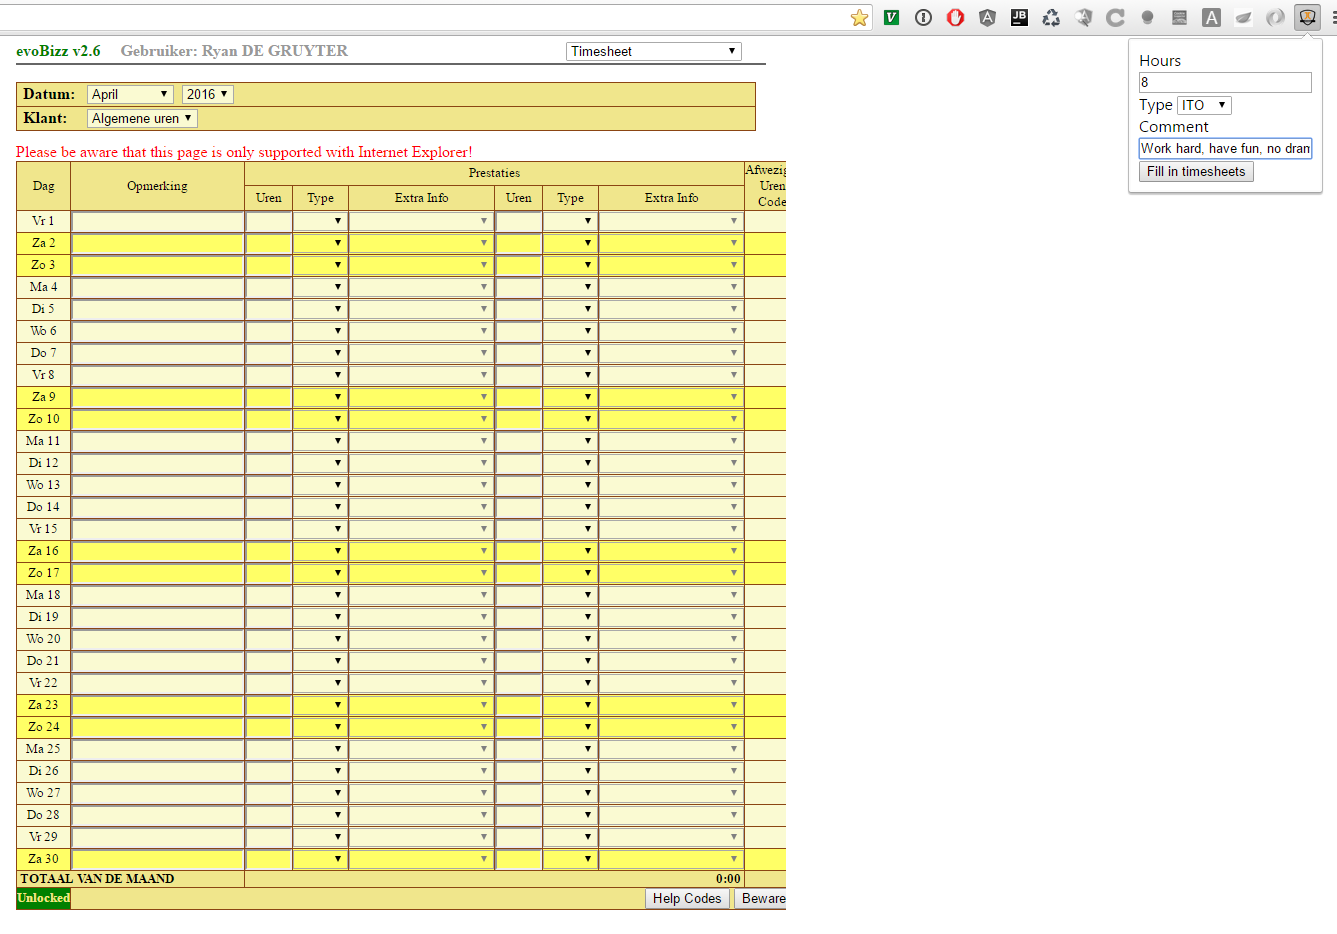 evoBizz v2.6 Gebruiker: Ryan DE GRUYTER Timesheet
Datum: April 2016
Klant: Algemene uren
Please be aware that this page is only supported with Internet Explorer!
Dag Opmerking Prestaties Afwezig
Uren
Code
Uren Type Extra Info Uren Type Extra Info
Vr 1
Za 2
Zo 3
Ma 4
Di 5
Wo 6
Do 7
Vr 8
Za 9
Zo 10
Ma 11
Di 12
Wo 13
Do 14
Vr 15
Za 16
Zo 17
Ma 18
Di 19
Wo 20
Do 21
Vr 22
Za 23
Zo 24
Ma 25
Di 26
Wo 27
Do 28
Vr 29
Za 30
TOTAAL VAN DE MAAND 0:00
Unlocked Help Codes Beware
V
JB
A
A
Hours
8
Type ITO
Comment
Work hard, have fun, no dram
Fill in timesheets